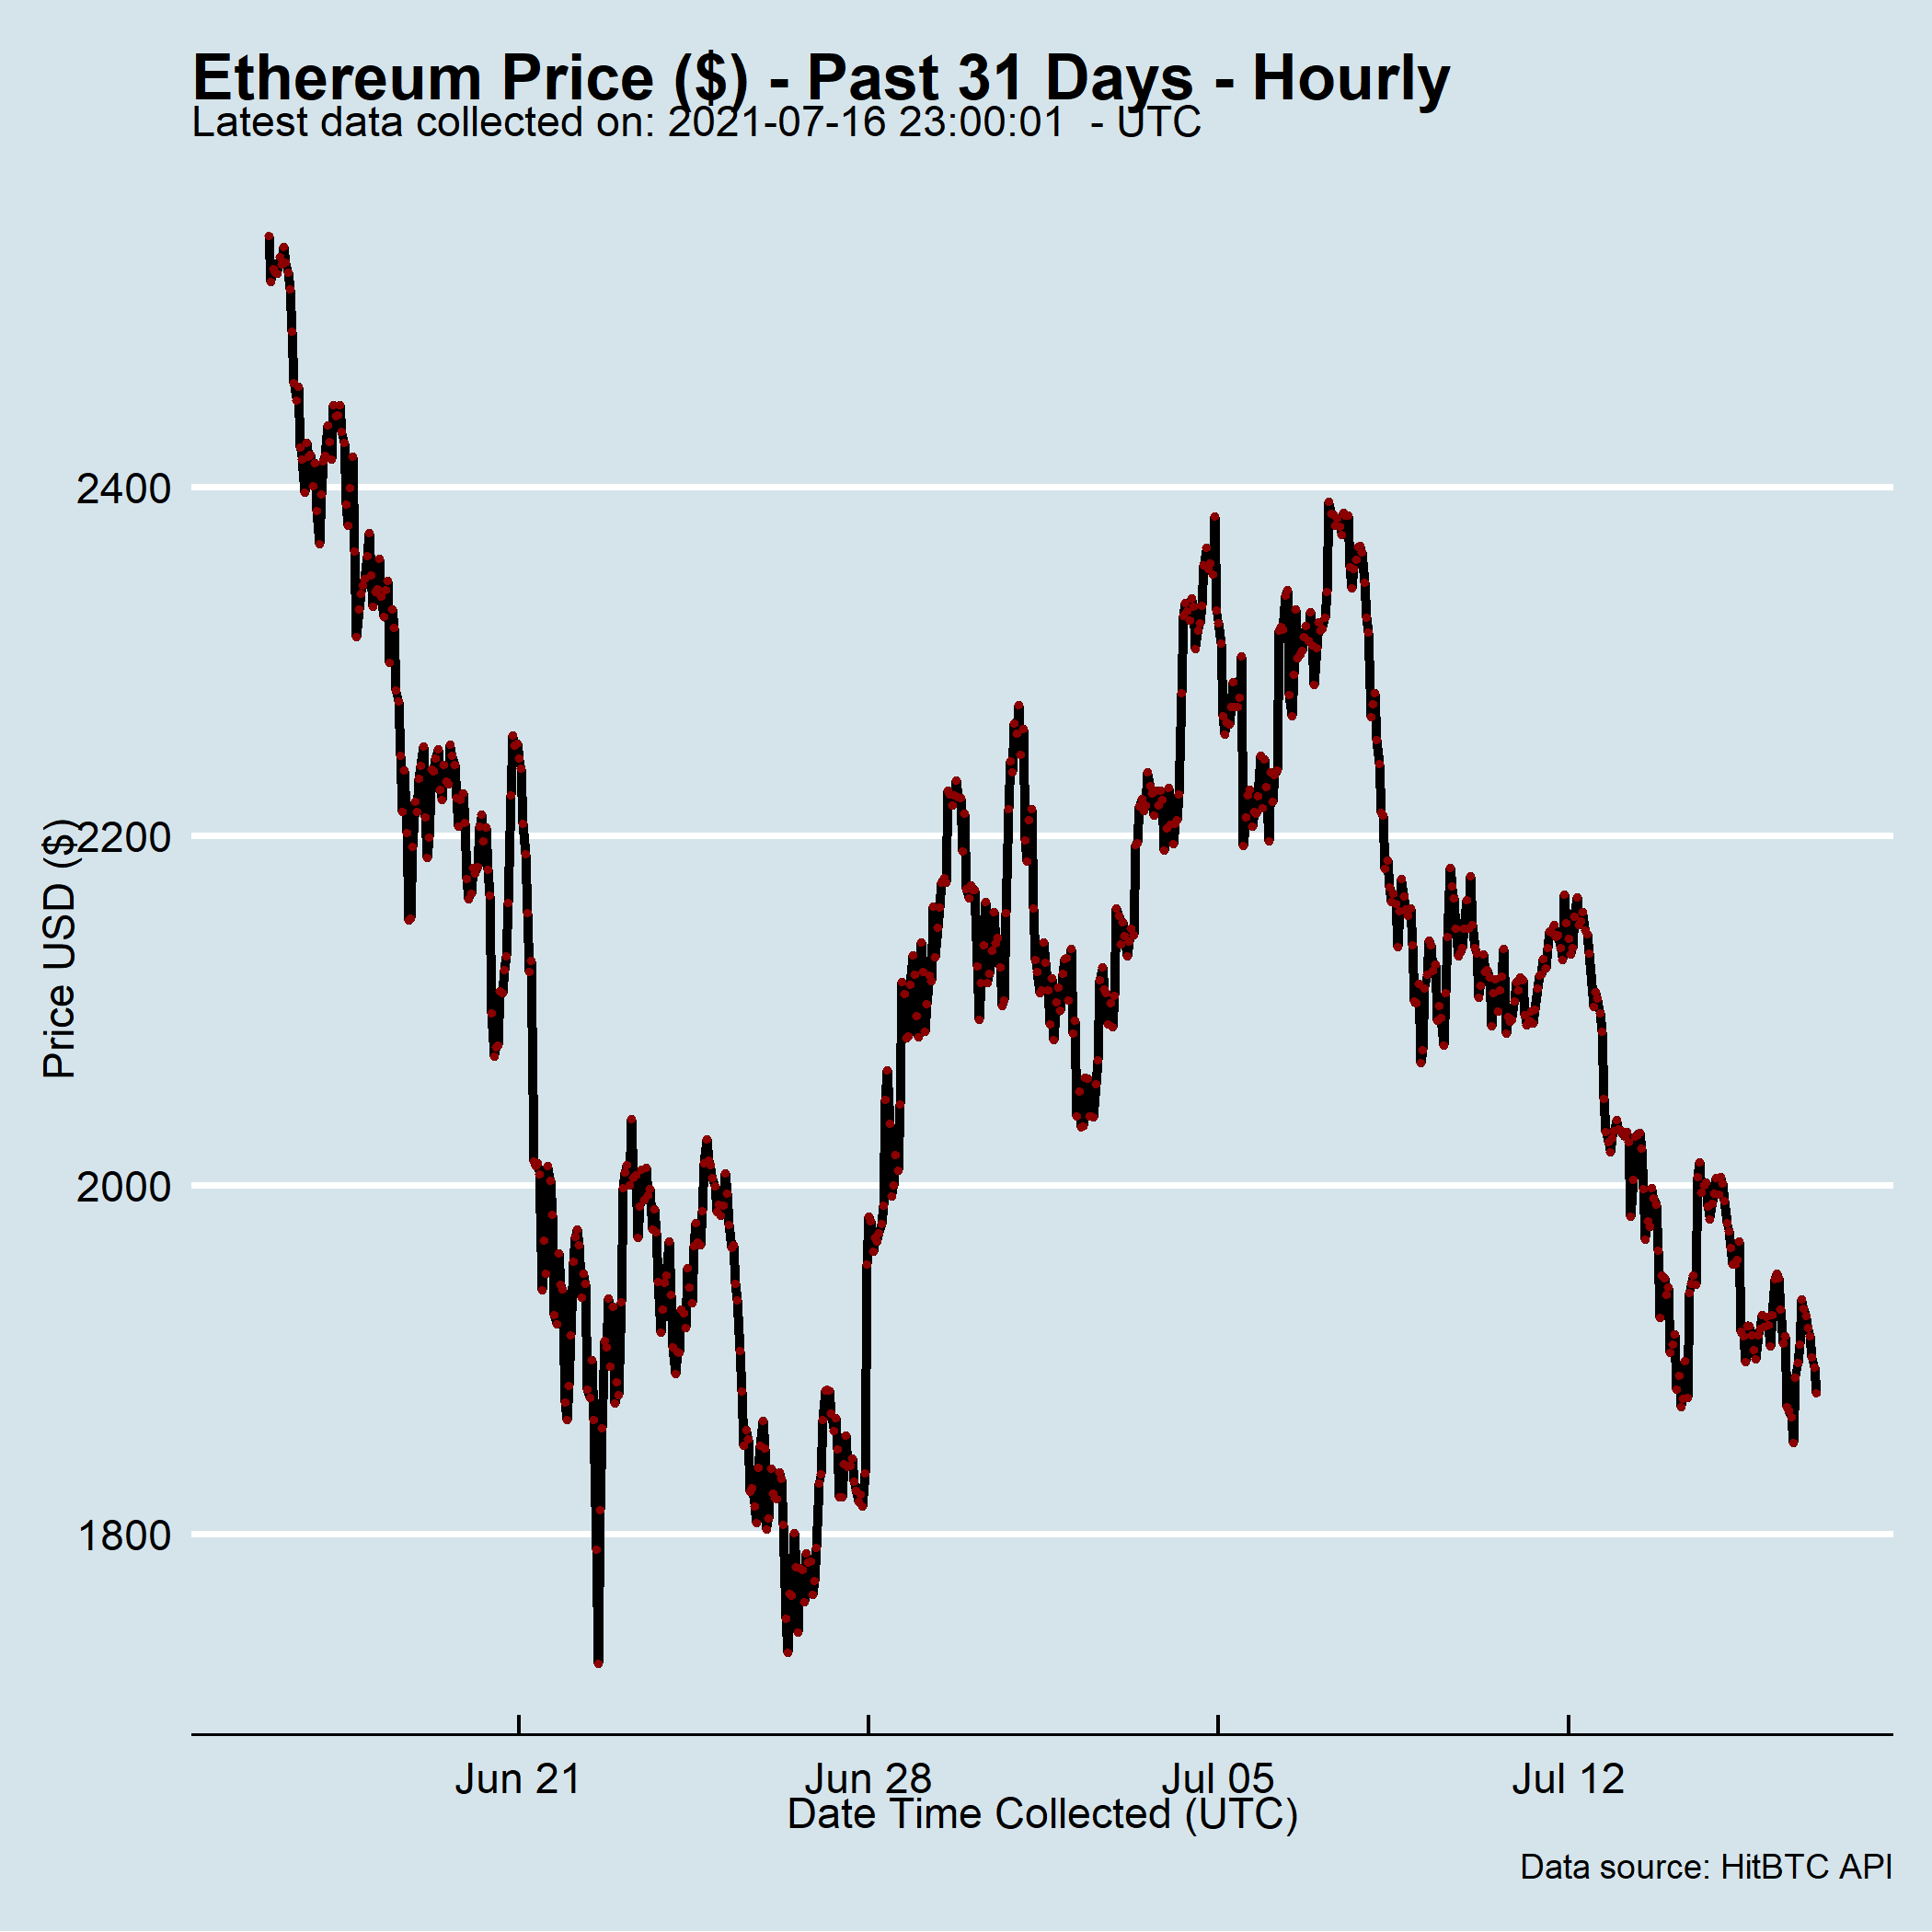 Ethereum Price ($) - Past 31 Days - Hourly
Latest data collected on: 2021-07-16 23:00:01  - UTC
2400
2200
2000
1800
Price USD ($)
Jun 21 Jun 28 Jul 05 Jul 12
Date Time Collected (UTC)
Data source: HitBTC API